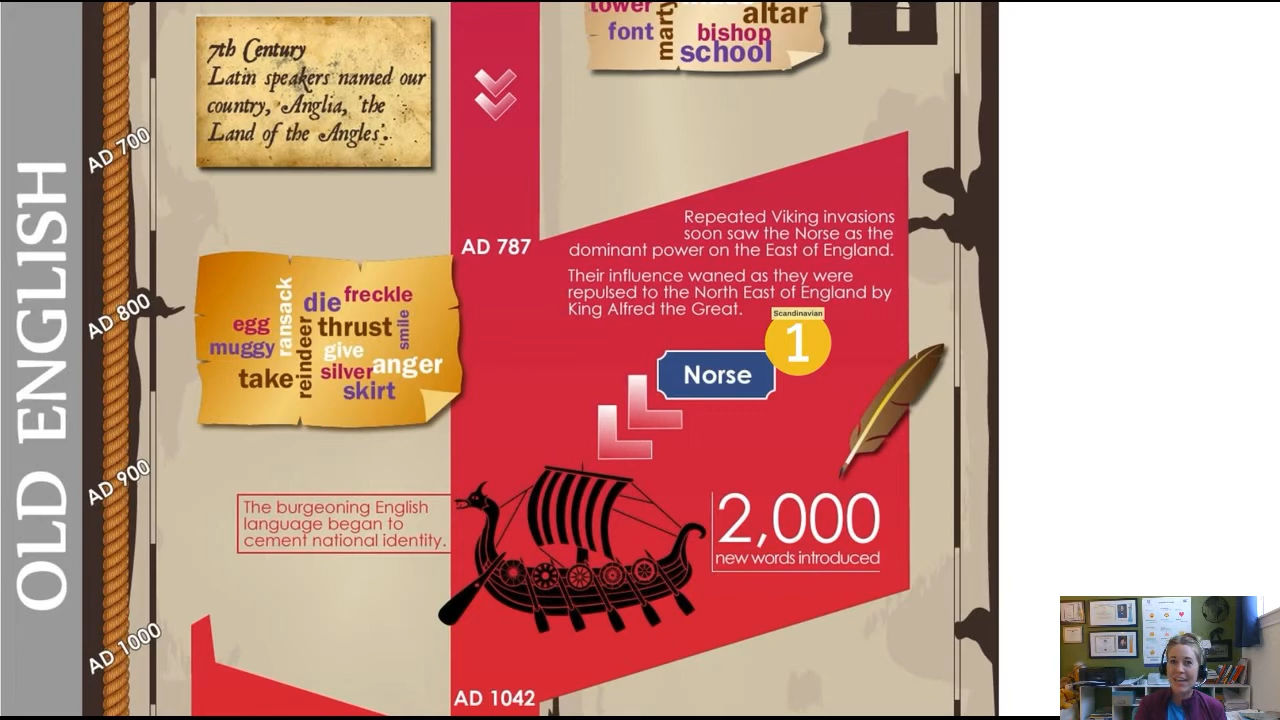 OLD ENGLISH
AD 700
AD 800
AD 900
AD 1000
7th Century
Latin speakers named our
country, 'Anglia, 'the
Land of the Angles'.
tower
font
marty
altar
bishop
school
AD 787
Repeated Viking invasions
soon saw the Norse as the
dominant power on the East of England.
Their influence waned as they were
repulsed to the North East of England by
King Alfred the Great.
Scandinavian
1
Norse
egg
muggy
take
ransack
reindeer
die
freckle
thrust
smile
give
silver
anger
skirt
The burgeoning English
language began to
cement national identity.
2,000
new words introduced
AD 1042